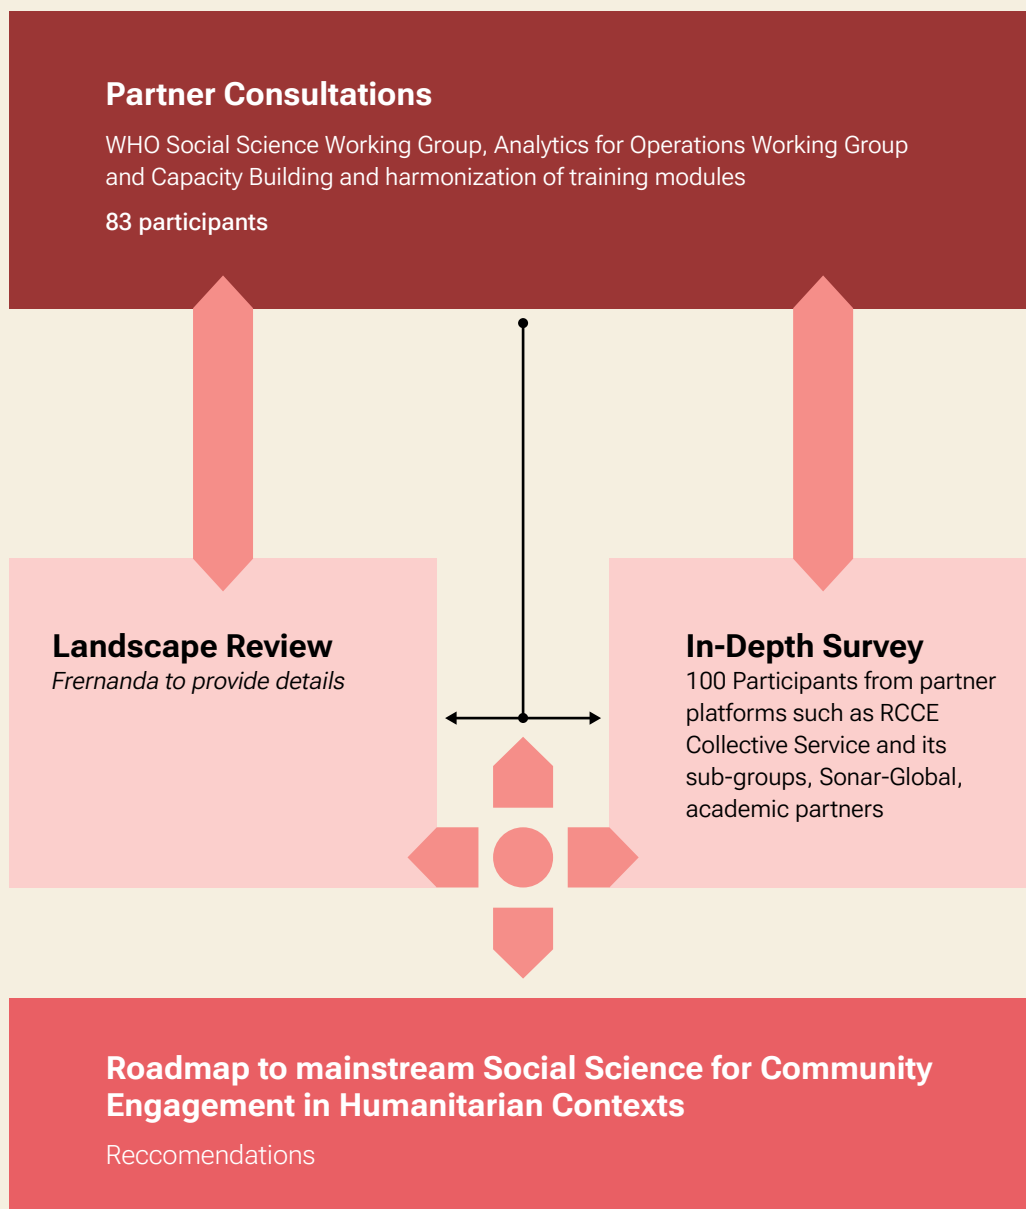 Partner Consultations
WHO Social Science Working Group, Analytics for Operations Working Group
and Capacity Building and harmonization of training modules
83 participants
Landscape Review
Frernanda to provide details
In-Depth Survey
100 Participants from partner
platforms such as RCCE
Collective Service and its
sub-groups, Sonar-Global,
academic partners
Roadmap to mainstream Social Science for Community
Engagement in Humanitarian Contexts
Reccomendations